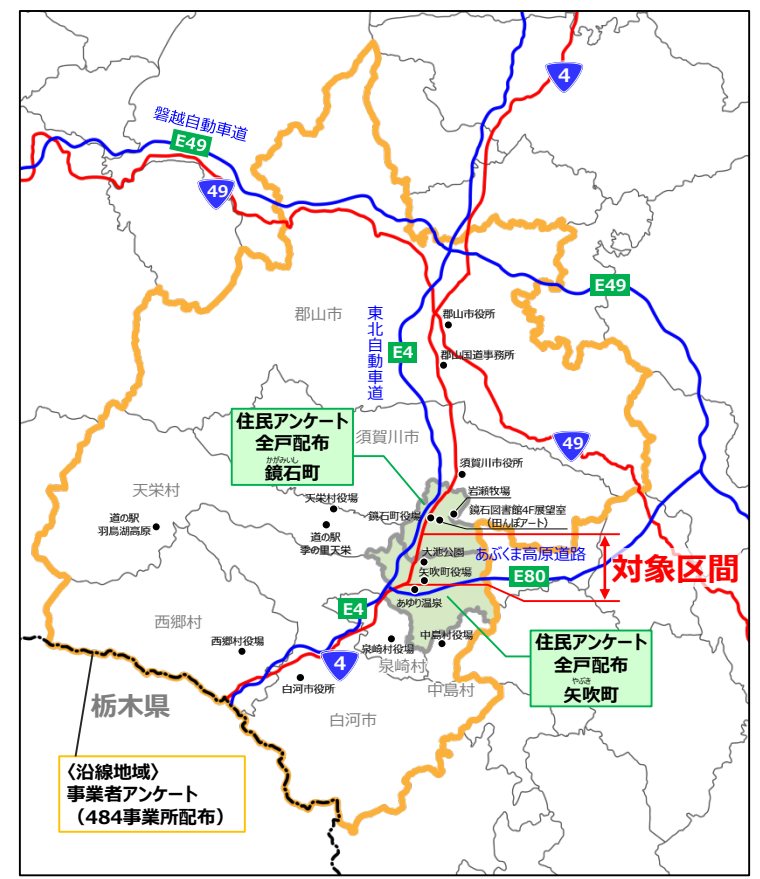 4
磐越自動車道
E49
49
E49
郡山市
東北自動車道
郡山市役所
E4
郡山国道事務所
住民アンケート
全戸配布
かがみいし
鏡石町
須賀川市
49
須賀川市役所
天栄村
岩瀬牧場
天栄村役場
鏡石町役場
鏡石図書館4F展望室
（田んぼアート）
道の駅
羽鳥湖高原
道の駅
季の里天栄
大池公園
あぶくま高原道路
対象区間
矢吹町役場
E80
あゆり温泉
E4
西郷村
西郷村役場
泉崎村役場
中島村役場
住民アンケート
全戸配布
やぶき
矢吹町
4
泉崎村
白河市役所
中島村
栃木県
白河市
〈沿線地域〉
事業者アンケート
（484事業所配布）